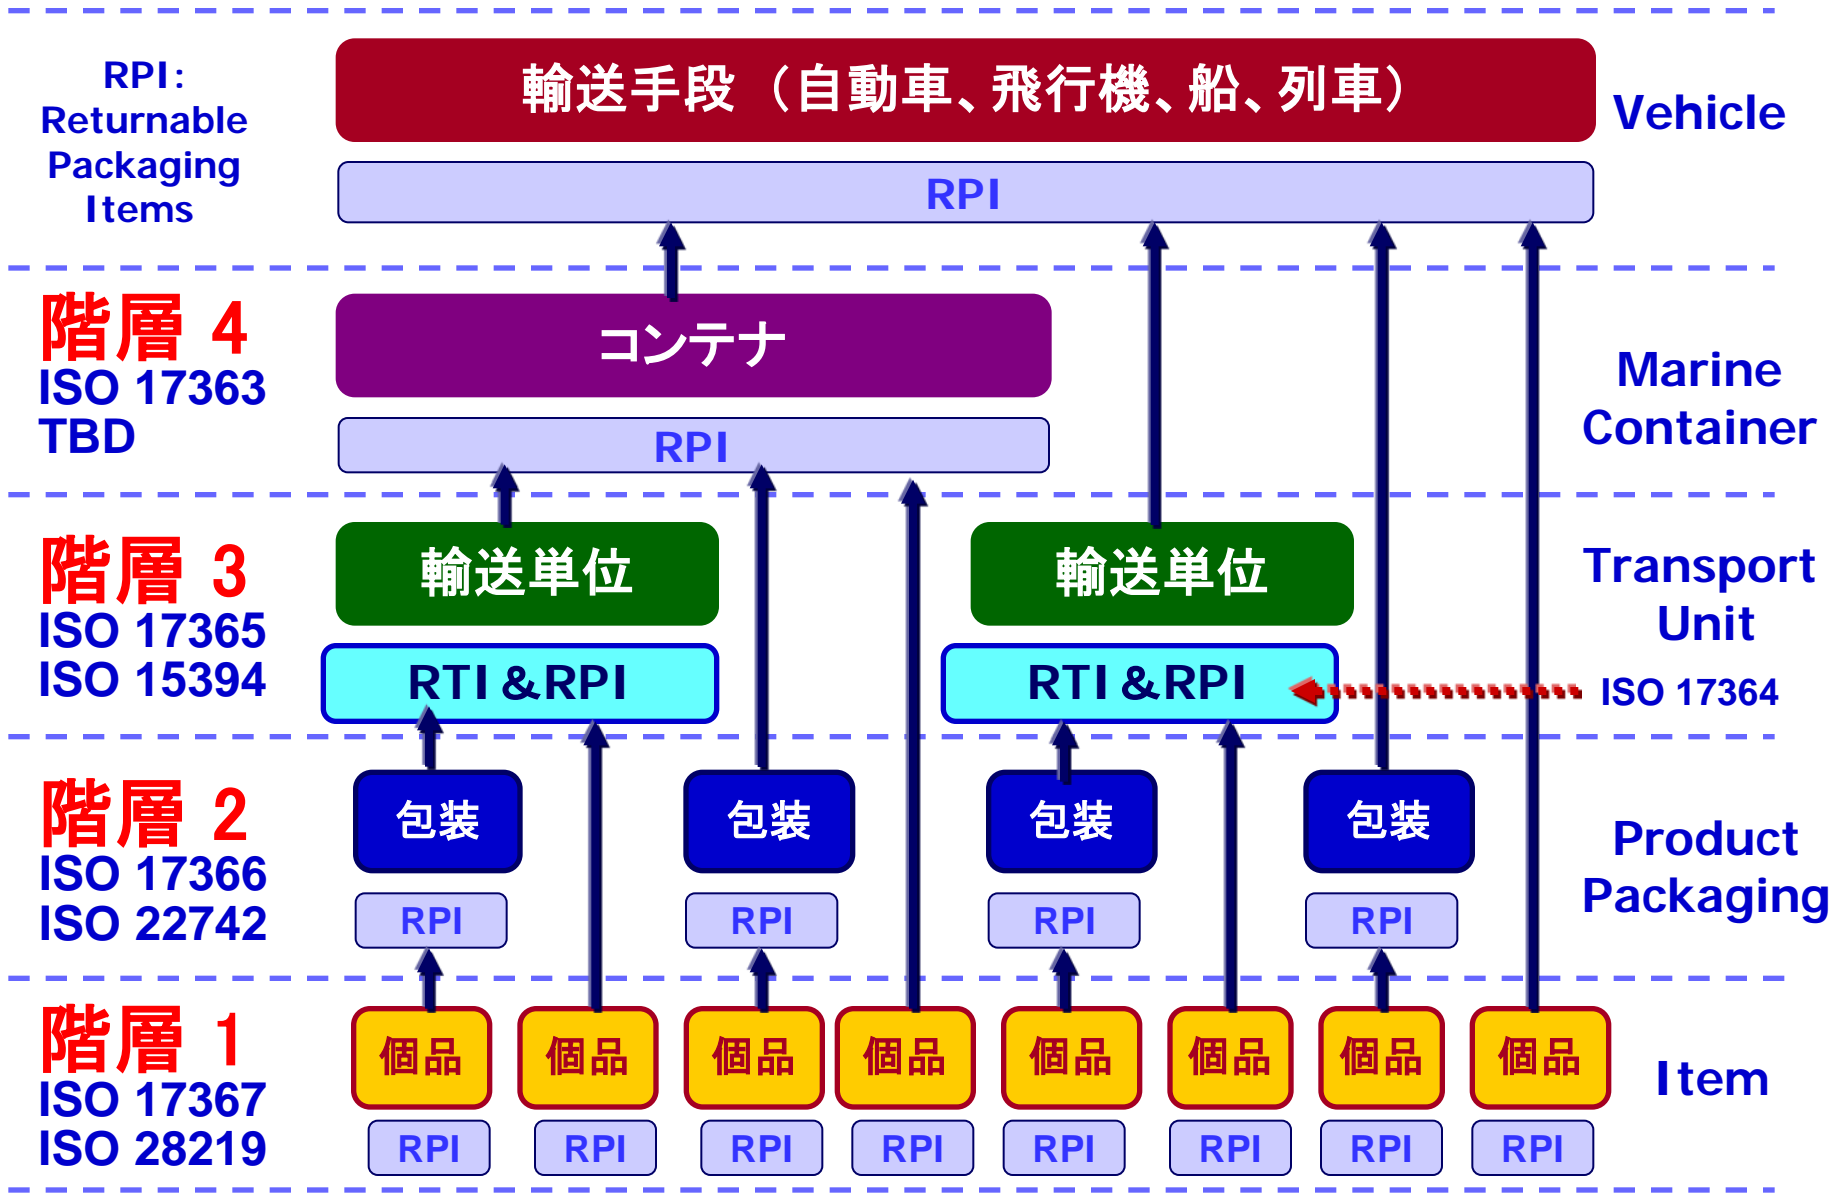 RPI:
Returnable
Packaging
Items
輸送手段（自動車、飛行機、船、列車）
Vehicle
RPI
階層 4
ISO 17363
TBD
コンテナ
Marine
Container
RPI
階層 3
ISO 17365
ISO 15394
輸送単位
輸送単位
Transport
Unit
RTI&RPI
RTI&RPI
ISO 17364
階層 2
ISO 17366
ISO 22742
包装
包装
包装
包装
Product
Packaging
RPI
RPI
RPI
RPI
階層 1
ISO 17367
ISO 28219
個品
個品
個品
個品
個品
個品
個品
個品
Item
RPI
RPI
RPI
RPI
RPI
RPI
RPI
RPI